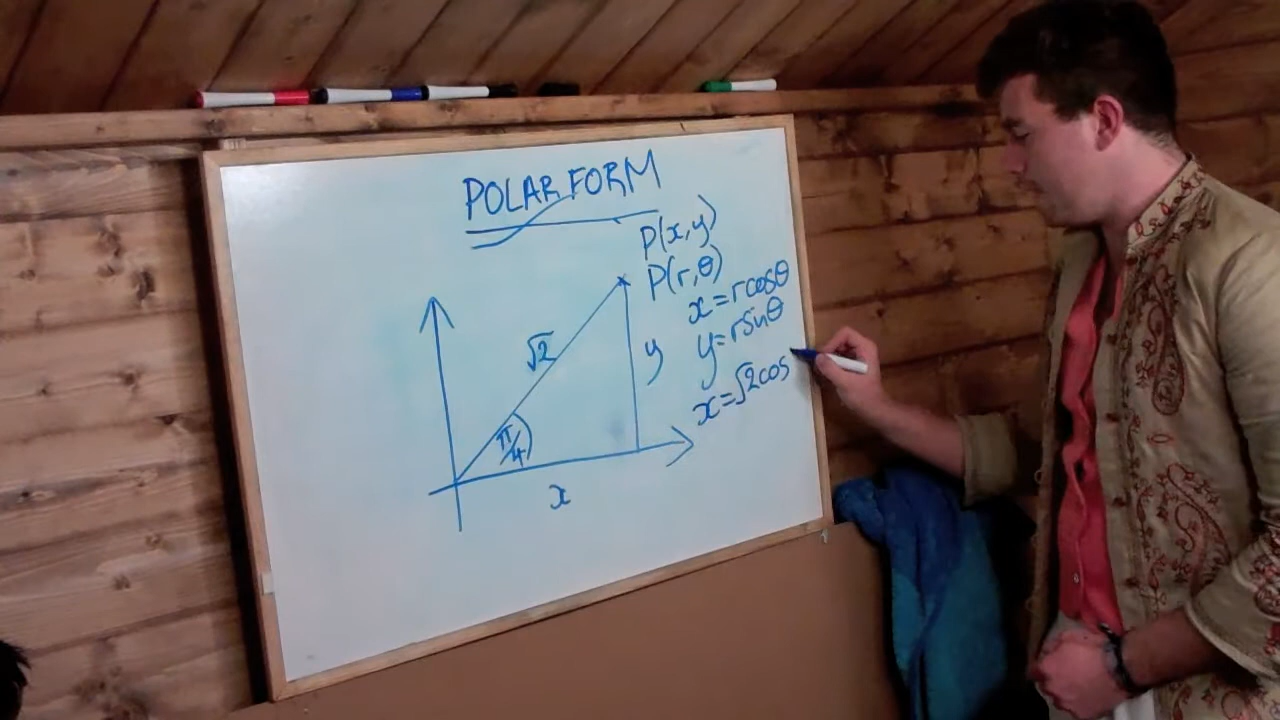 POLAR FORM
P(x,y)
P(r,θ)
x=rcosθ
y=rsinθ
x=√2cos
√2
y
π/4
x